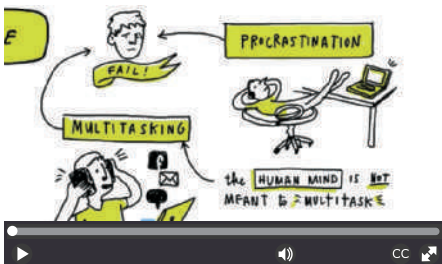 E
PROCRASTINATION
FAIL!
MULTITASKING
the HUMAN MIND IS NOT
MEANT to MULTITASK
CC